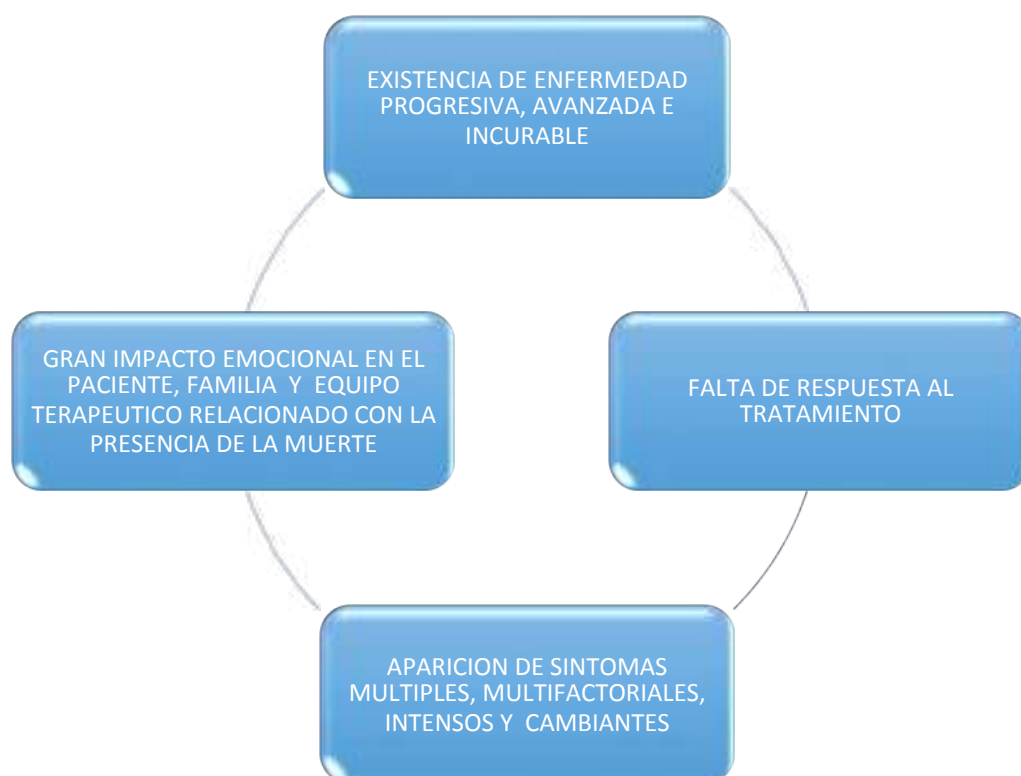 EXISTENCIA DE ENFERMEDAD
PROGRESIVA, AVANZADA E
INCURABLE
FALTA DE RESPUESTA AL
TRATAMIENTO
APARICION DE SINTOMAS
MULTIPLES, MULTIFACTORIALES,
INTENSOS Y CAMBIANTES
GRAN IMPACTO EMOCIONAL EN EL
PACIENTE, FAMILIA Y EQUIPO
TERAPEUTICO RELACIONADO CON LA
PRESENCIA DE LA MUERTE